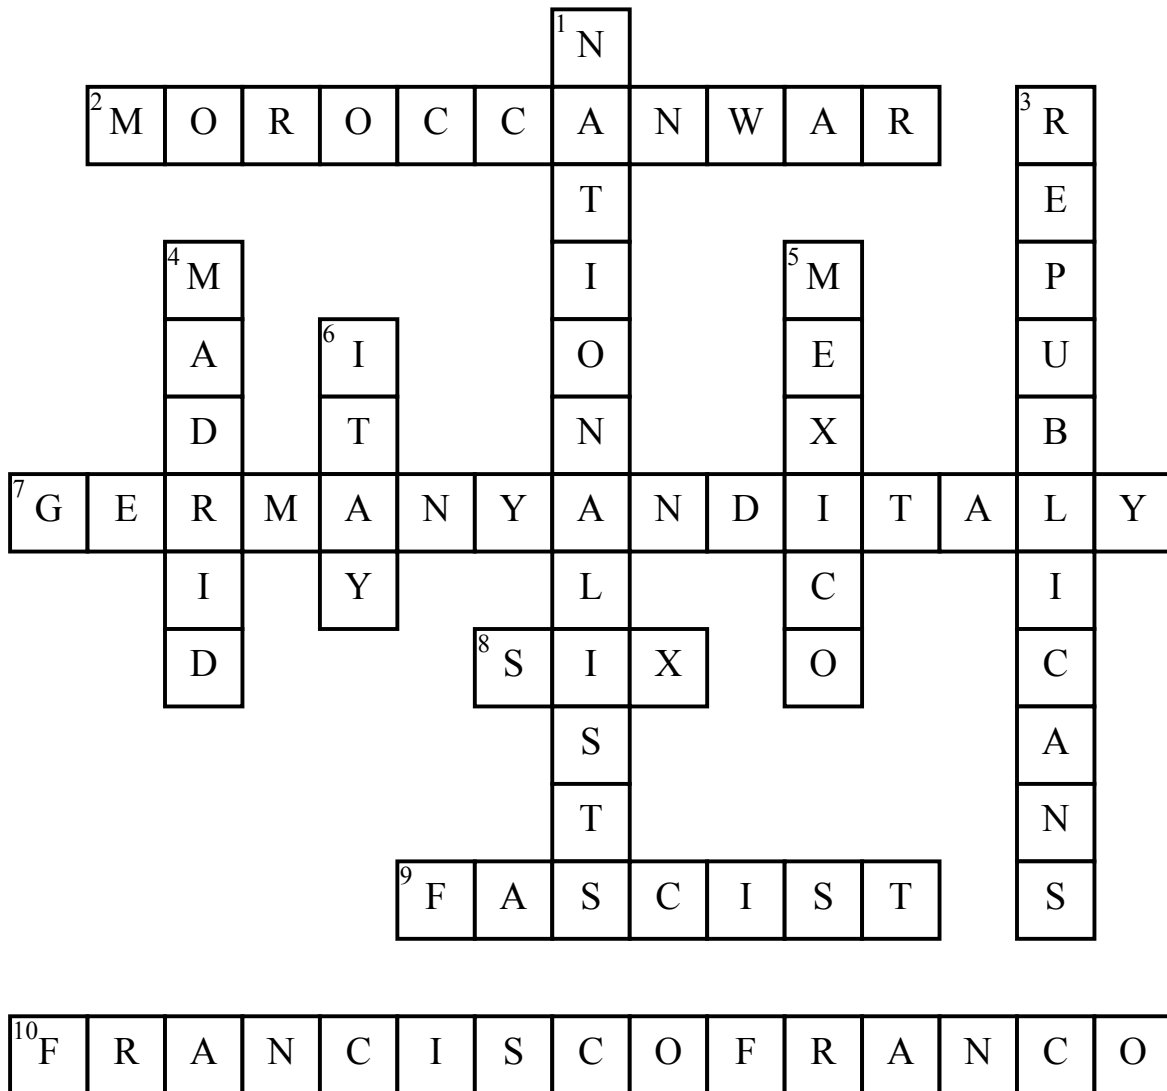 1 N
2 M O R O C C A N W A R 3 R
T E
4 M I 5 M P
A 6 I O E U
D T N X B
7 G E R M A N Y A N D I T A L Y
I Y L C I
D 8 S I X O C
S A
T N
9 F A S C I S T S
10 F R A N C I S C O F R A N C O